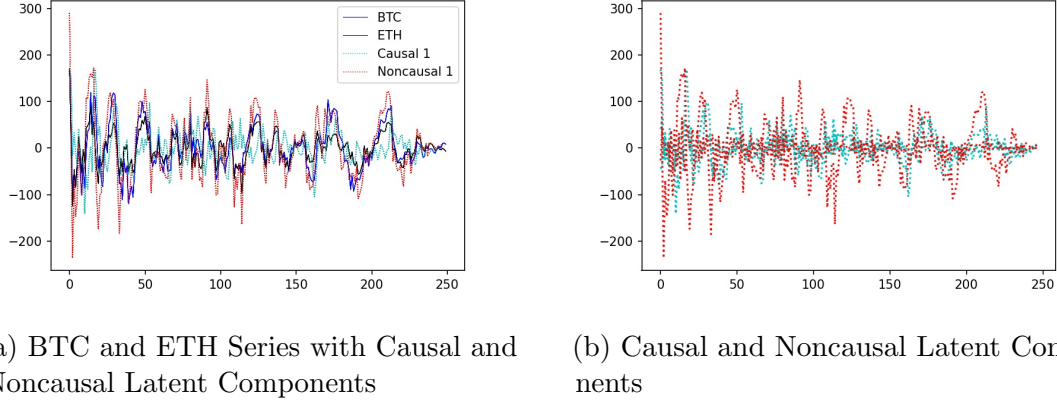 300
200
100
0
−100
−200
0 50 100 150 200 250
BTC
ETH
Causal 1
Noncausal 1
300
200
100
0
−100
−200
0 50 100 150 200 250
) BTC and ETH Series with Causal and
Noncausal Latent Components
(b) Causal and Noncausal Latent
nents